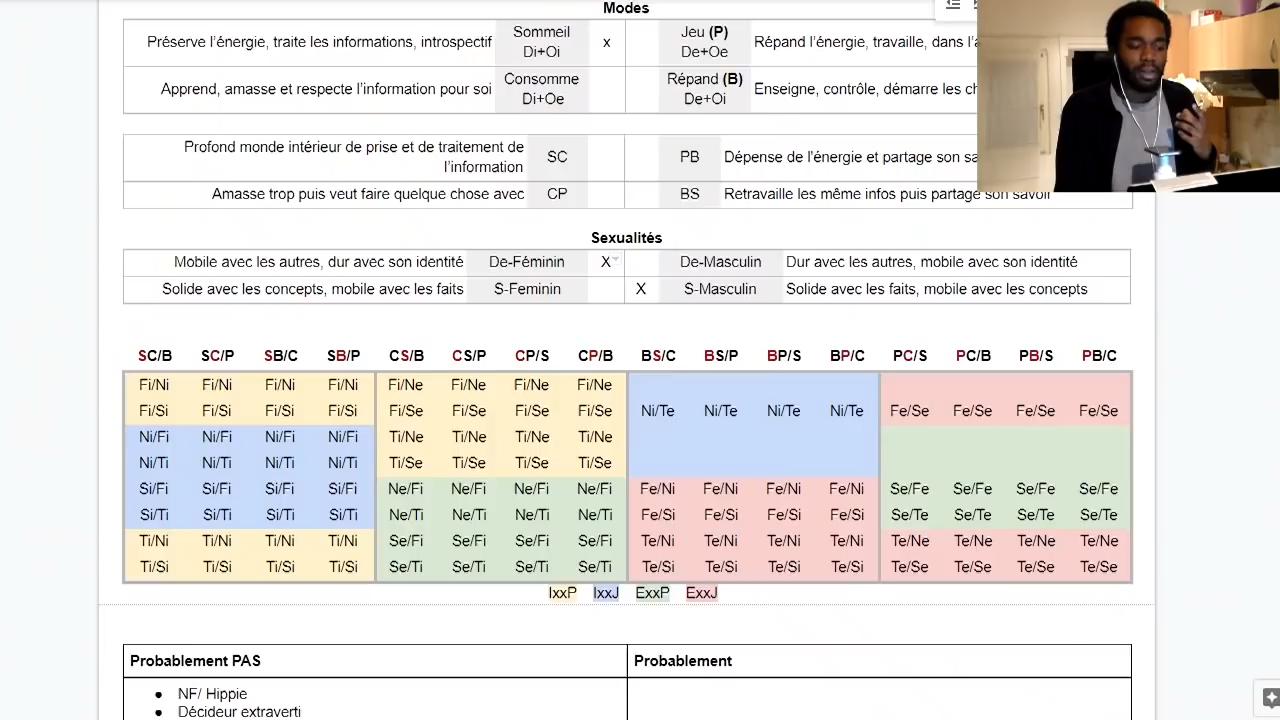 Modes
Préserve l'énergie, traite les informations, introspectif Sommeil Di+Oi x Jeu (P) De+Oe Répand l'énergie, travaille, dans
Apprend, amasse et respecte l'information pour soi Consomme Di+Oe Répand (B) De+Oi Enseigne, contrôle, démarre les
Profond monde intérieur de prise et de traitement de l'information SC PB Dépense de l'énergie et partage son
Amasse trop puis veut faire quelque chose avec CP BS Retravaille les même infos puis partage son savoir
Sexualités
Mobile avec les autres, dur avec son identité De-Féminin X De-Masculin Dur avec les autres, mobile avec son identité
Solide avec les concepts, mobile avec les faits S-Feminin X S-Masculin Solide avec les faits, mobile avec les concepts
SC/B SC/P SB/C SB/P CS/B CS/P CP/S CP/B BS/C BS/P BP/S BP/C PC/S PC/B PB/S PB/C
Fi/Ni Fi/Ni Fi/Ni Fi/Ni Fi/Ne Fi/Ne Fi/Ne Fi/Ne
Fi/Si Fi/Si Fi/Si Fi/Si Fi/Se Fi/Se Fi/Se Fi/Se Ni/Te Ni/Te Ni/Te Ni/Te Fe/Se Fe/Se Fe/Se Fe/Se
Ni/Fi Ni/Fi Ni/Fi Ni/Fi Ti/Ne Ti/Ne Ti/Ne Ti/Ne
Ni/Ti Ni/Ti Ni/Ti Ni/Ti Ti/Se Ti/Se Ti/Se Ti/Se
Si/Fi Si/Fi Si/Fi Si/Fi Ne/Fi Ne/Fi Ne/Fi Ne/Fi Fe/Ni Fe/Ni Fe/Ni Fe/Ni Se/Fe Se/Fe Se/Fe Se/Fe
Si/Ti Si/Ti Si/Ti Si/Ti Ne/Ti Ne/Ti Ne/Ti Ne/Ti Fe/Si Fe/Si Fe/Si Fe/Si Se/Te Se/Te Se/Te Se/Te
Ti/Ni Ti/Ni Ti/Ni Ti/Ni Se/Fi Se/Fi Se/Fi Se/Fi Te/Ni Te/Ni Te/Ni Te/Ni Te/Ne Te/Ne Te/Ne Te/Ne
Ti/Si Ti/Si Ti/Si Ti/Si Se/Ti Se/Ti Se/Ti Se/Ti Te/Si Te/Si Te/Si Te/Si Te/Se Te/Se Te/Se Te/Se
IxxP IxxJ ExxP ExxJ
Probablement PAS Probablement
● NF/ Hippie
● Décideur extraverti